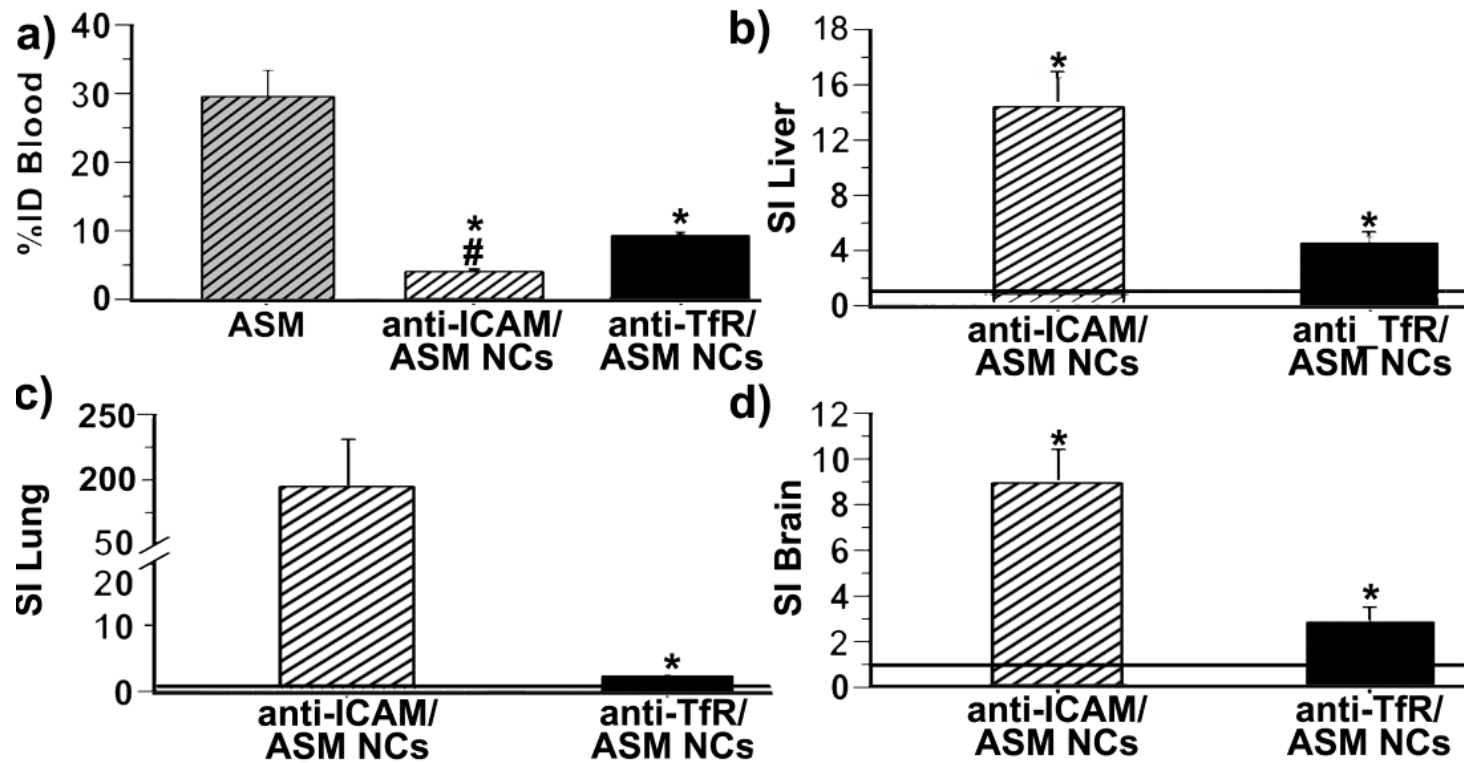 a)
%ID Blood
40
30
20
10
0
*
#
*
ASM
anti-ICAM/
ASM NCs
anti-TfR/
ASM NCs
b)
SI Liver
18
16
12
8
4
0
*
*
anti-ICAM/
ASM NCs
anti_TfR/
ASM NCs
c)
SI Lung
250
200
50
20
10
0
*
anti-ICAM/
ASM NCs
anti-TfR/
ASM NCs
d)
SI Brain
12
10
8
6
4
2
0
*
*
anti-ICAM/
ASM NCs
anti-TfR/
ASM NCs